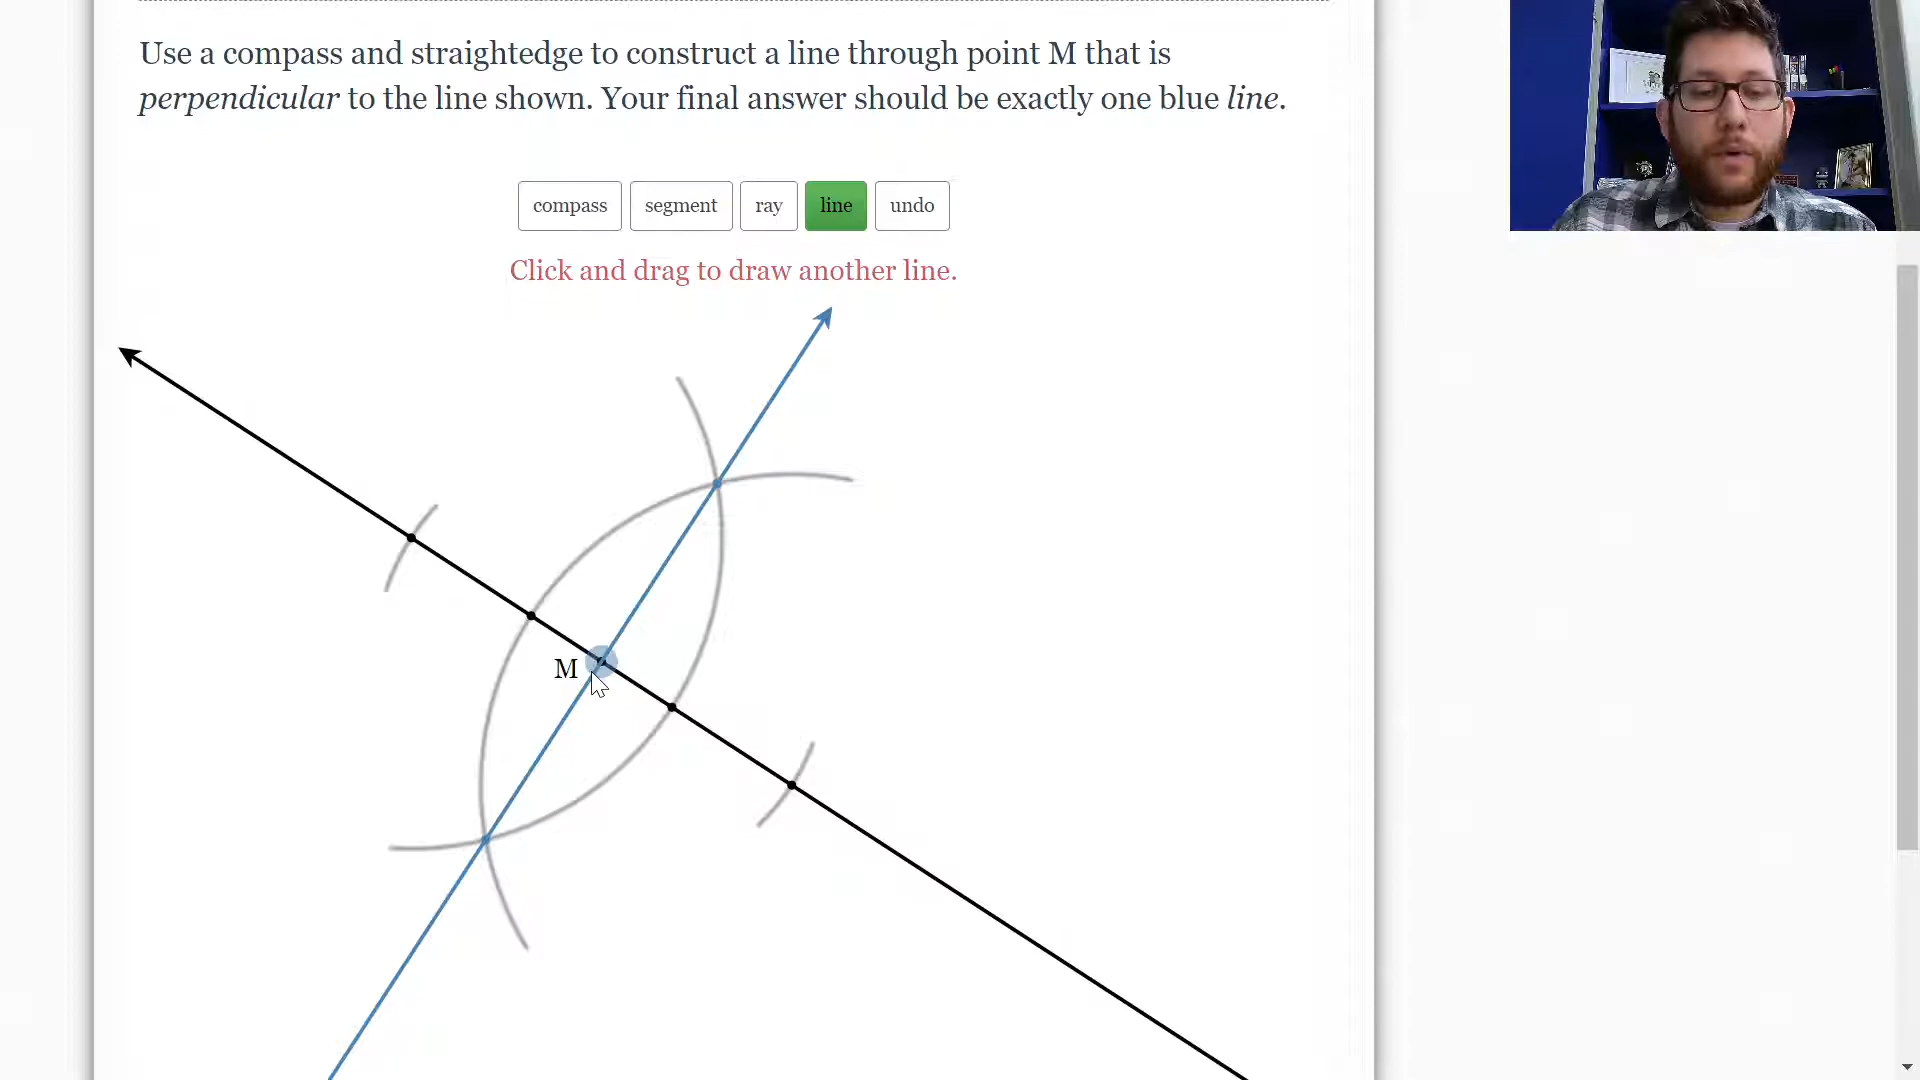 Use a compass and straightedge to construct a line through point M that is
perpendicular to the line shown. Your final answer should be exactly one blue line.
compass segment ray line undo
Click and drag to draw another line.
M